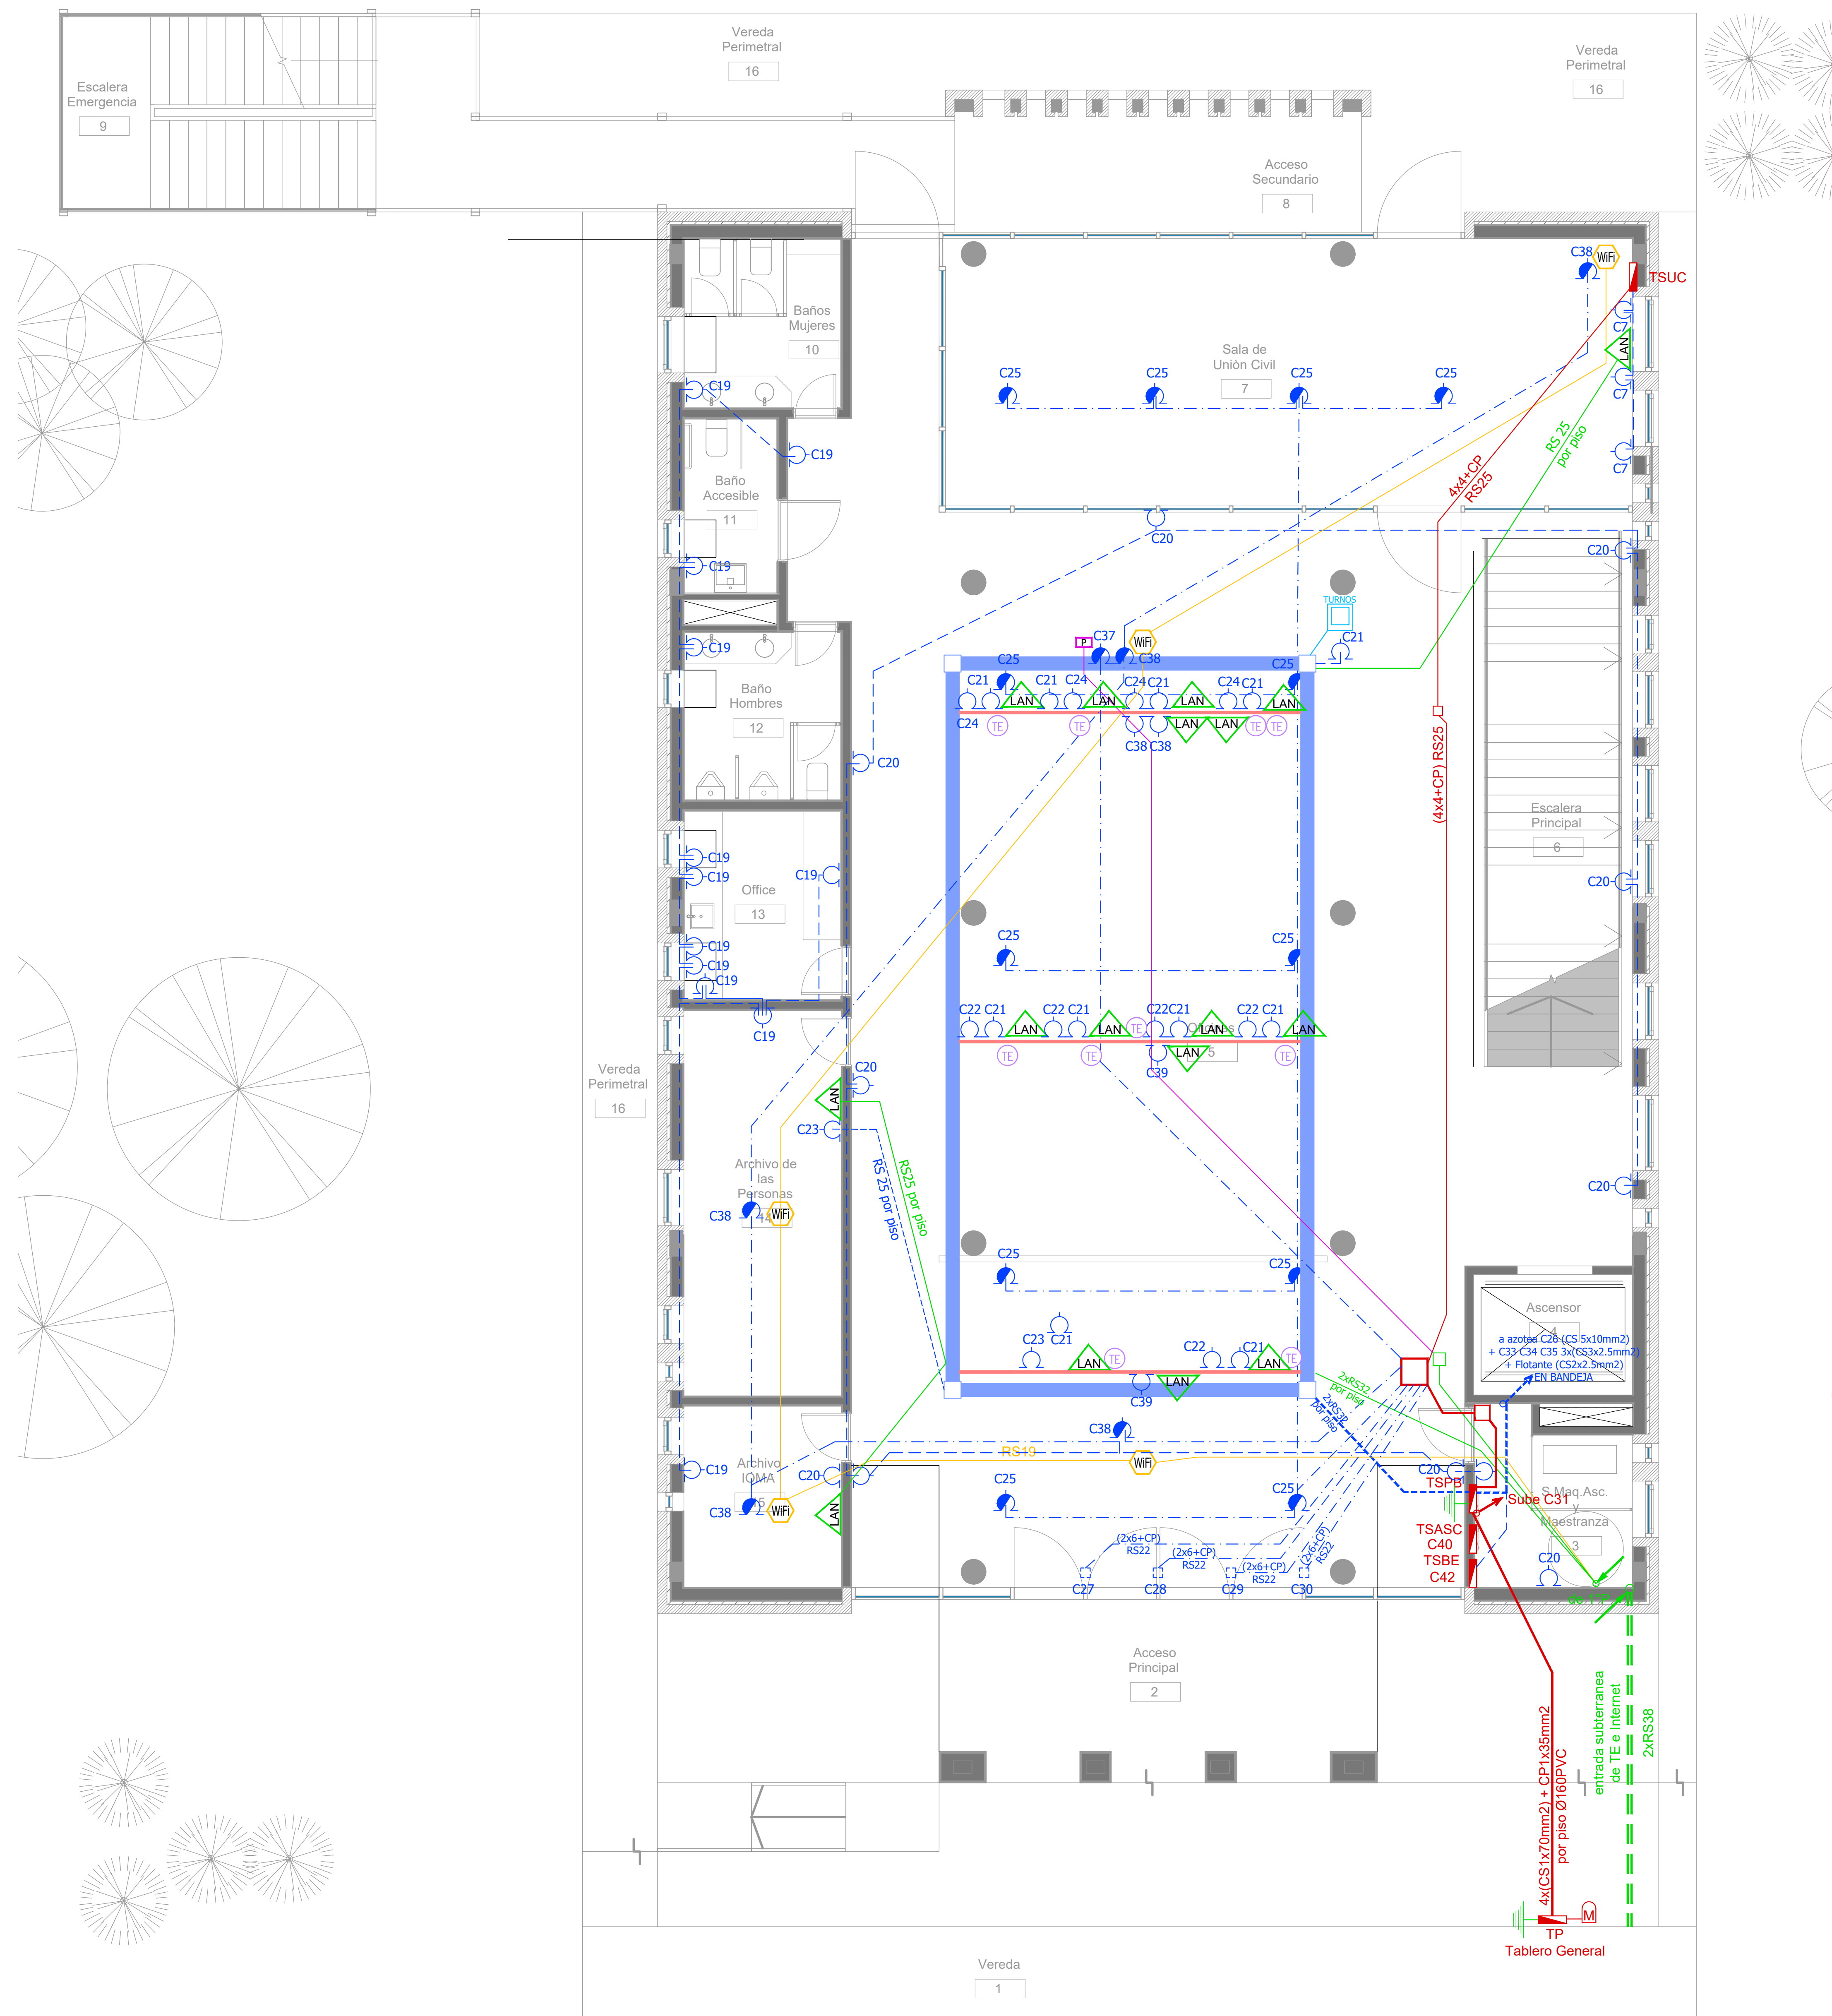 Vereda
Perimetral
16
Vereda
Perimetral
16
Escalera
Emergencia
9
Acceso
Secundario
8
Baños
Mujeres
10
C38
WiFi
TSUC
C7
LAN
C7
C7
Sala de
Uniòn Civil
7
C25
C25
C25
C25
RS 25
por piso
4x4+CP
RS25
C19
C19
Baño
Accesible
11
C19
C20
C20
TURNOS
C21
C19
Baño
Hombres
12
P
C37
WiFi
C38
C25
C25
C21
C21
C24
C24
C21
C24
C21
LAN
LAN
LAN
LAN
C24
TE
TE
C38
C38
LAN
LAN
TE
TE
C20
(4x4+CP) RS25
Escalera
Principal
6
C19
C19
C19
Office
13
C20
C19
C19
C19
C19
C25
C25
C22
C21
LAN
C22
C21
LAN
TE
C22
C21
LAN
C22
C21
LAN
5
TE
TE
C39
LAN
TE
C20
LAN
C23
Vereda
Perimetral
16
Archivo de
las
Personas
C38
WiFi
RS 25 por piso
RS25 por piso
C20
C25
C25
C23
C21
LAN
TE
C22
C21
LAN
TE
C39
LAN
Ascensor
4
a azotea C26 (CS 5x10mm2)
+ C33 C34 C35 3x(CS3x2.5mm2)
+ Flotante (CS2x2.5mm2)
EN BANDEJA
2xRS32
por piso
2xRS32
por piso
C38
WiFi
RS19
C19
Archivo
IOMA
C20
C38
WiFi
LAN
C25
C25
C20
TSPB
Sube C31
TSASC
C40
TSBE
C42
S.Maq.Asc.
y
Maestranza
3
C20
(2x6+CP)
RS22
(2x6+CP)
RS22
(2x6+CP)
RS22
(2x6+CP)
RS22
C27
C28
C29
C30
Acceso
Principal
2
4x(CS1x70mm2) + CP1x35mm2
por piso Ø160PVC
entrada subterranea
de TE e Internet
2xRS38
M
TP
Tablero General
Vereda
1